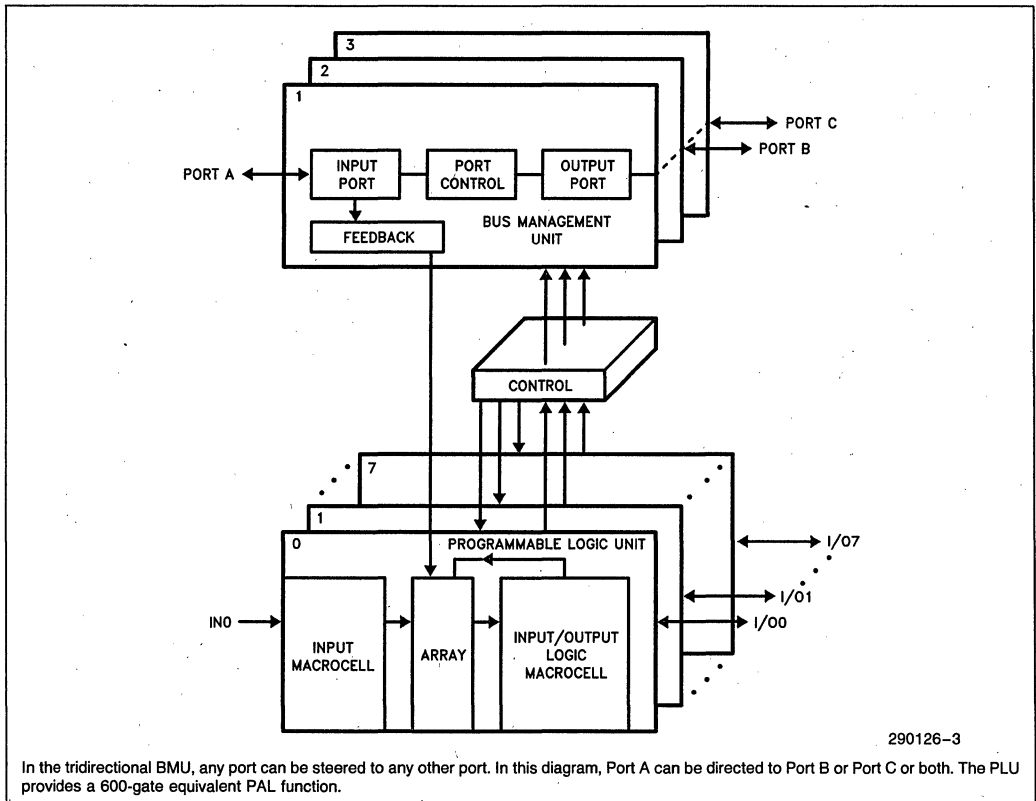 3
2
1
PORT C
PORT B
PORT A
INPUT
PORT
PORT
CONTROL
OUTPUT
PORT
FEEDBACK
BUS MANAGEMENT
UNIT
CONTROL
7
1
0
PROGRAMMABLE LOGIC UNIT
I/O7
I/O1
I/O0
IN0
INPUT
MACROCELL
ARRAY
INPUT/OUTPUT
LOGIC
MACROCELL
290126–3
In the tridirectional BMU, any port can be steered to any other port. In this diagram, Port A can be directed to Port B or Port C or both. The PLU
provides a 600-gate equivalent PAL function.